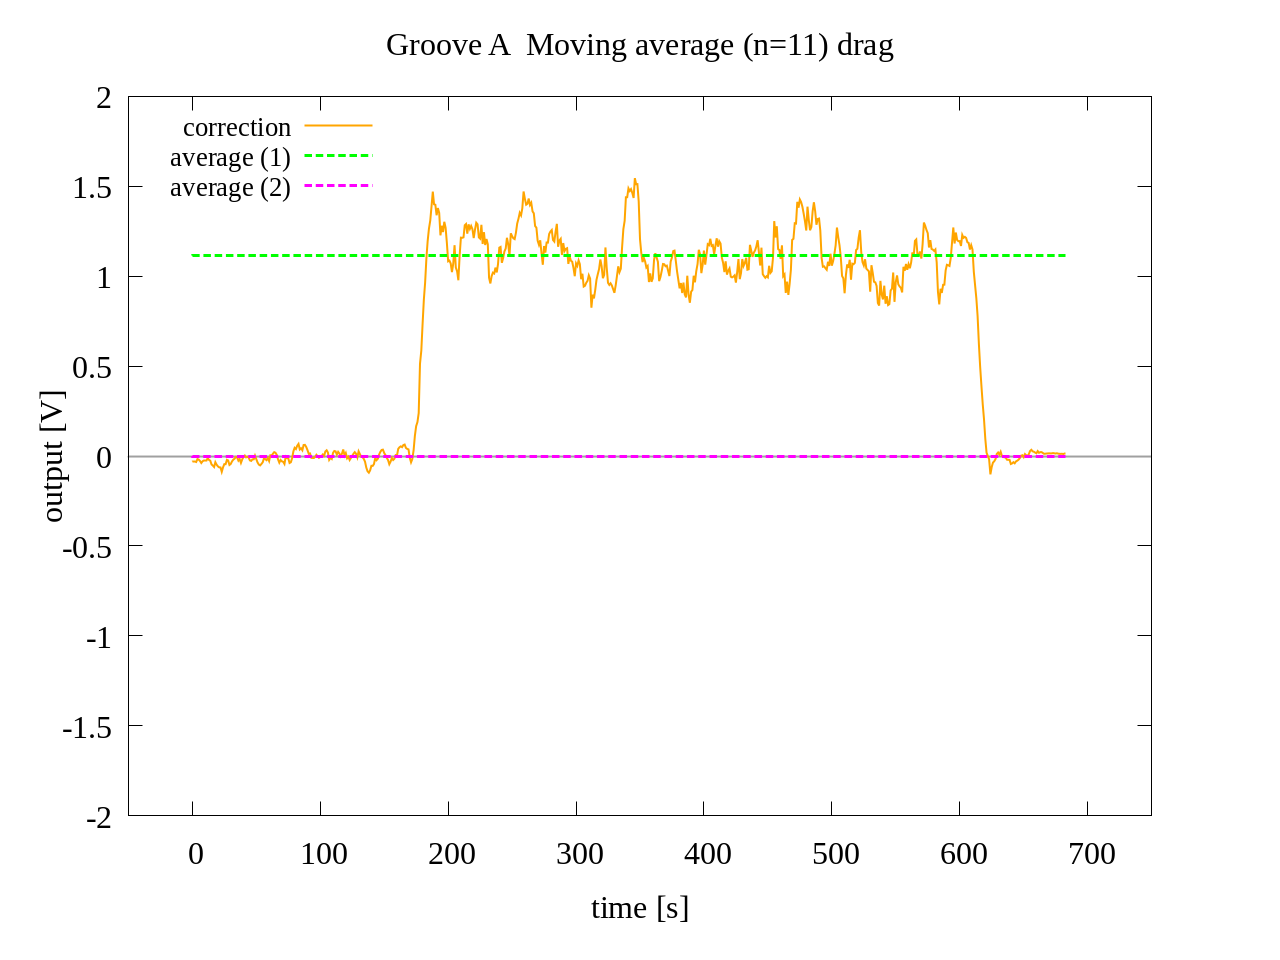 Groove A  Moving average (n=11) drag
correction
average (1)
average (2)
2
1.5
1
0.5
0
-0.5
-1
-1.5
-2
output [V]
0 100 200 300 400 500 600 700
time [s]